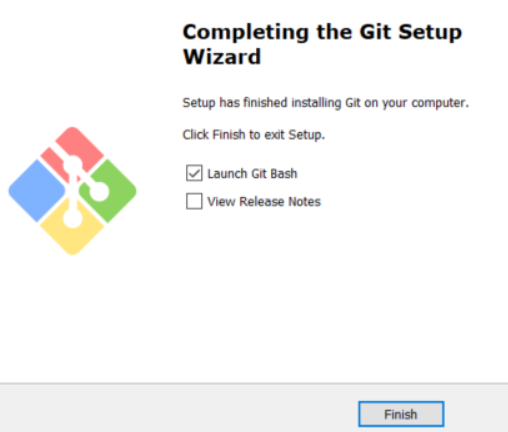 Completing the Git Setup
Wizard
Setup has finished installing Git on your computer.
Click Finish to exit Setup.
Launch Git Bash
View Release Notes
Finish